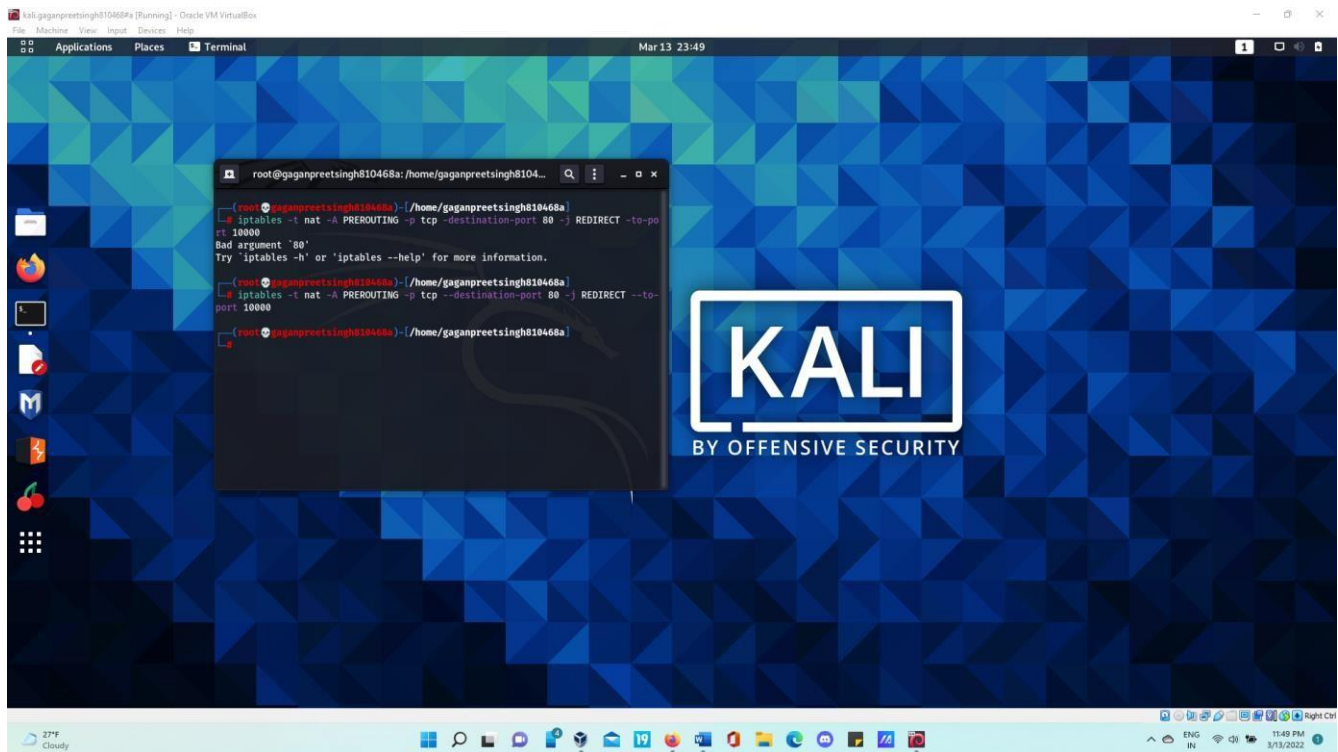 kali.gaganpreetsingh810468#a [Running] - Oracle VM VirtualBox
File Machine View Input Devices Help
Applications Places Terminal Mar 13 23:49 1
root@gaganpreetsingh810468a: /home/gaganpreetsingh8104...
(root💀gaganpreetsingh810468a)-[/home/gaganpreetsingh810468a]
# iptables -t nat -A PREROUTING -p tcp -destination-port 80 -j REDIRECT -to-po
rt 10000
Bad argument `80'
Try `iptables -h' or 'iptables --help' for more information.
(root💀gaganpreetsingh810468a)-[/home/gaganpreetsingh810468a]
# iptables -t nat -A PREROUTING -p tcp --destination-port 80 -j REDIRECT --to-
port 10000
(root💀gaganpreetsingh810468a)-[/home/gaganpreetsingh810468a]
#
KALI
BY OFFENSIVE SECURITY
Right Ctrl
27°F
Cloudy
ENG
IN
11:49 PM
3/13/2022